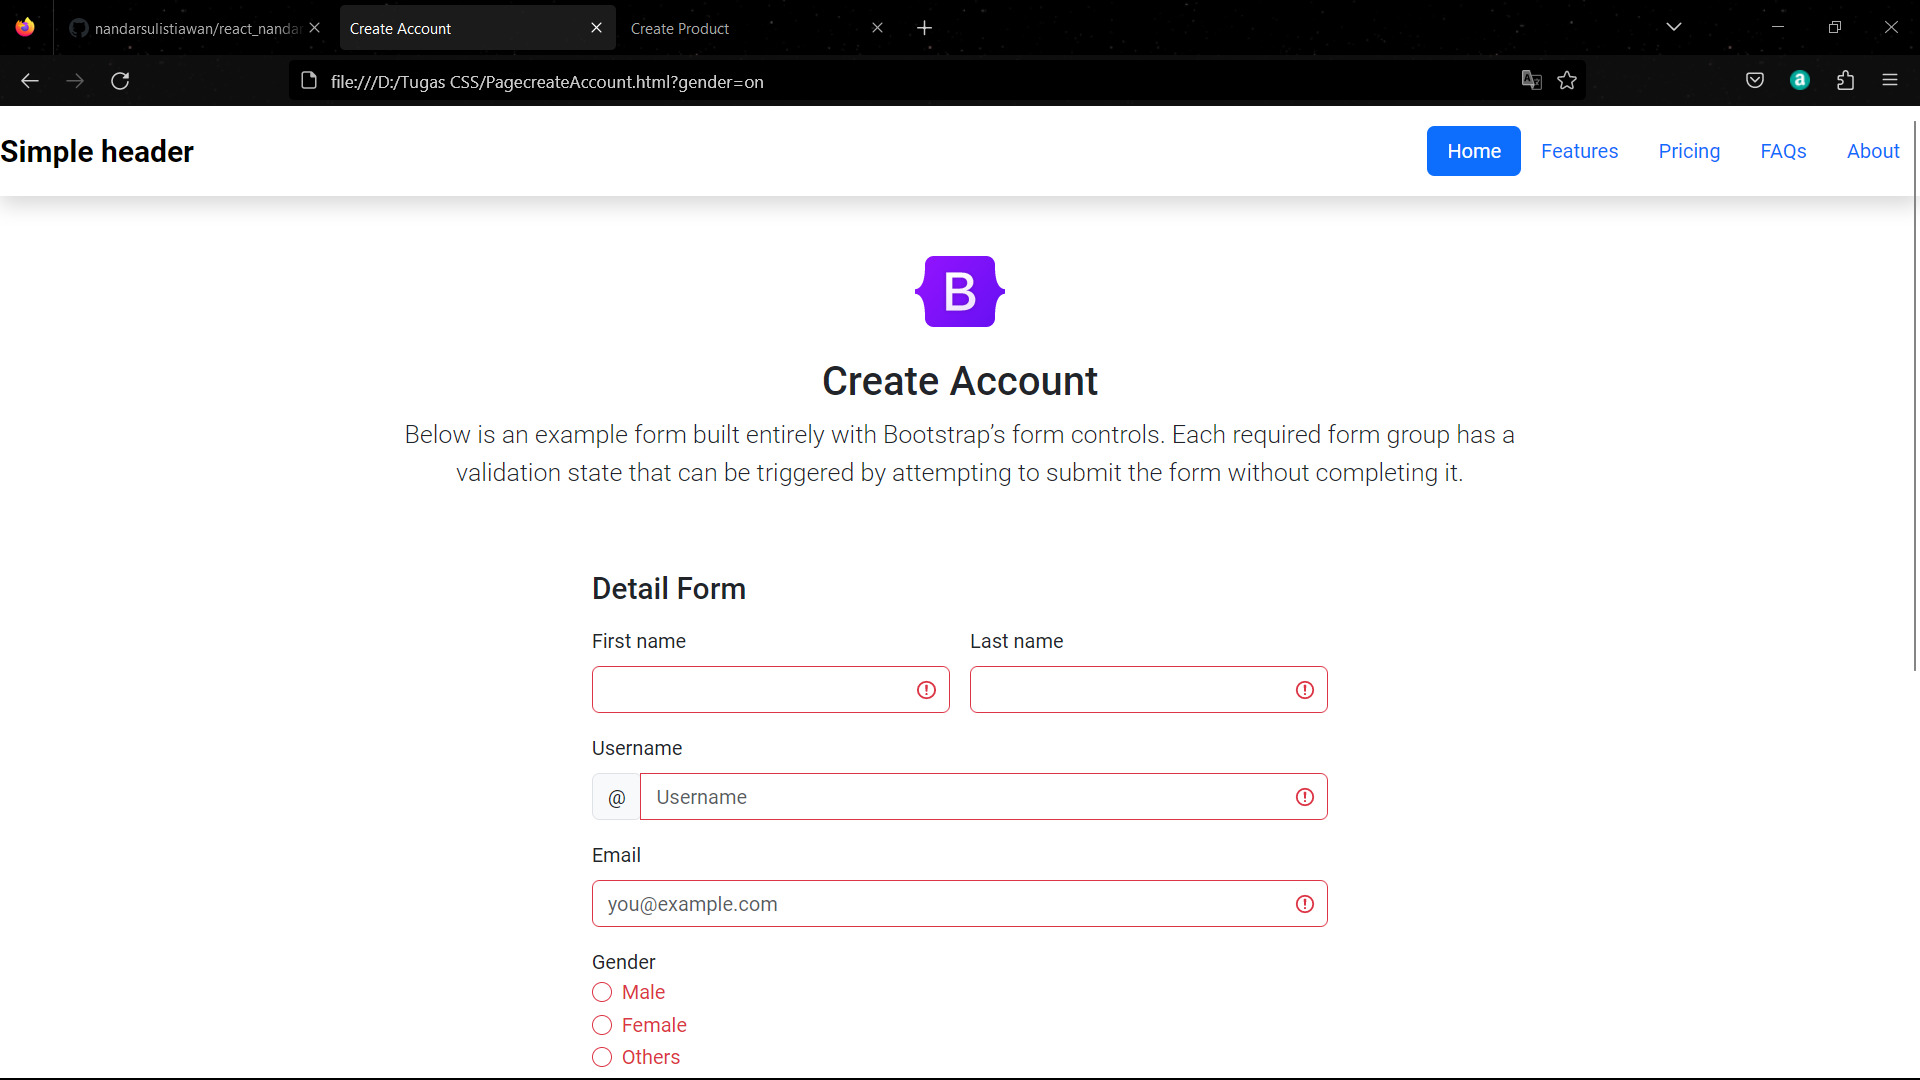 nandarsulistiawan/react_nandar
Create Account
Create Product
file:///D:/Tugas CSS/PagecreateAccount.html?gender=on
a
Simple header
Home
Features
Pricing
FAQs
About
B
Create Account
Below is an example form built entirely with Bootstrap’s form controls. Each required form group has a
validation state that can be triggered by attempting to submit the form without completing it.
Detail Form
First name
Last name
Username
@
Username
Email
you@example.com
Gender
Male
Female
Others